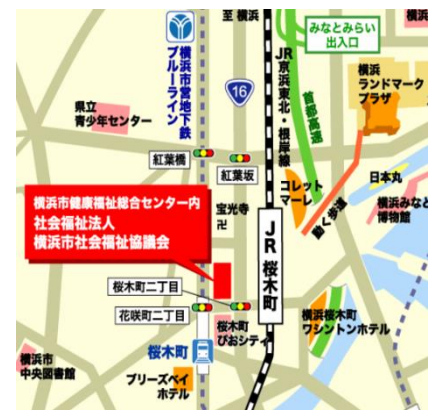 至 横浜
みなとみらい
出入口
横浜市営地下鉄
ブルーライン
16
JR京浜東北・根岸線
首都高速
横浜
ランドマーク
プラザ
県立
青少年センター
紅葉橋
紅葉坂
コレット
マーレ
日本丸
動く歩道
横浜みなと
博物館
横浜市健康福祉総合センター内
社会福祉法人
横浜市社会福祉協議会
宝光寺
卍
JR 桜木町
桜木町二丁目
花咲町二丁目
桜木町
ぴおシティ
横浜桜木町
ワシントンホテル
桜木町
横浜市
中央図書館
ブリーズベイ
ホテル